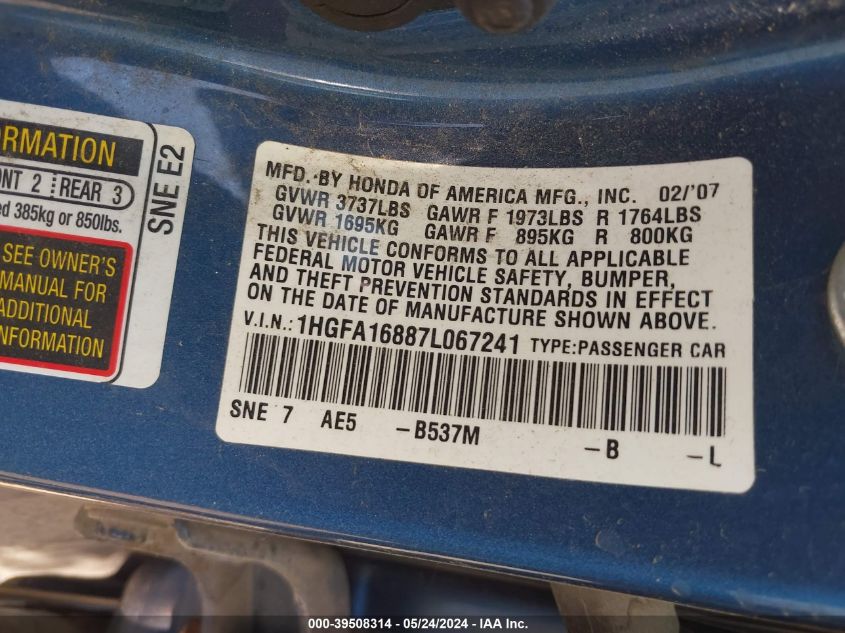 ORMATION
NT 2 REAR 3
ed 385kg or 850lbs.
SEE OWNER'S
MANUAL FOR
ADDITIONAL
INFORMATION
SNE E2
MFD. BY HONDA OF AMERICA MFG., INC. 02/'07
GVWR 3737LBS GAWR F 1973LBS R 1764LBS
GVWR 1695KG GAWR F 895KG R 800KG
THIS VEHICLE CONFORMS TO ALL APPLICABLE
FEDERAL MOTOR VEHICLE SAFETY, BUMPER,
AND THEFT PREVENTION STANDARDS IN EFFECT
ON THE DATE OF MANUFACTURE SHOWN ABOVE.
V.I.N.: 1HGFA16887L067241 TYPE:PASSENGER CAR
SNE 7 AE5 -B537M -B -L
000-39508314 / 05/24/2024 - IAA Inc.